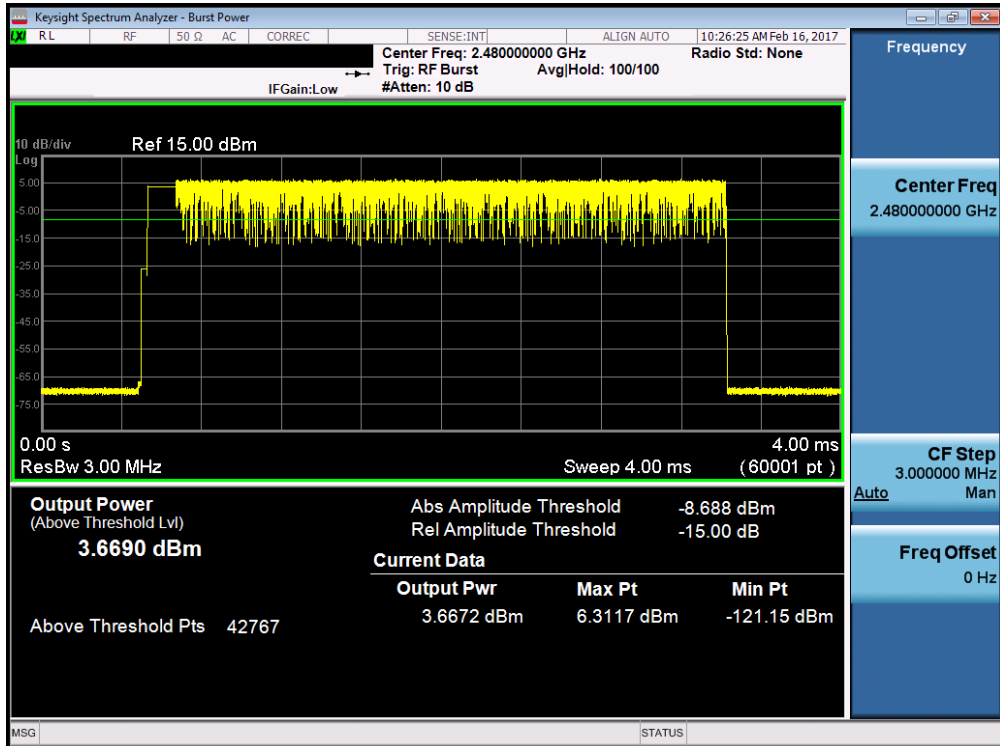 Keysight Spectrum Analyzer - Burst Power
LXI RL RF 50 Ω AC CORREC SENSE:INT ALIGN AUTO 10:26:25 AM Feb 16, 2017
Center Freq: 2.480000000 GHz Radio Std: None
Trig: RF Burst Avg|Hold: 100/100
IFGain:Low #Atten: 10 dB
Frequency
10 dB/div Ref 15.00 dBm
Log
5.00
-5.00
-15.0
-25.0
-35.0
-45.0
-55.0
-65.0
-75.0
0.00 s 4.00 ms
ResBw 3.00 MHz Sweep 4.00 ms (60001 pt)
Center Freq
2.480000000 GHz
CF Step
3.000000 MHz
Auto Man
Freq Offset
0 Hz
Output Power
(Above Threshold Lvl)
3.6690 dBm
Above Threshold Pts 42767
Abs Amplitude Threshold -8.688 dBm
Rel Amplitude Threshold -15.00 dB
Current Data
Output Pwr Max Pt Min Pt
3.6672 dBm 6.3117 dBm -121.15 dBm
MSG STATUS